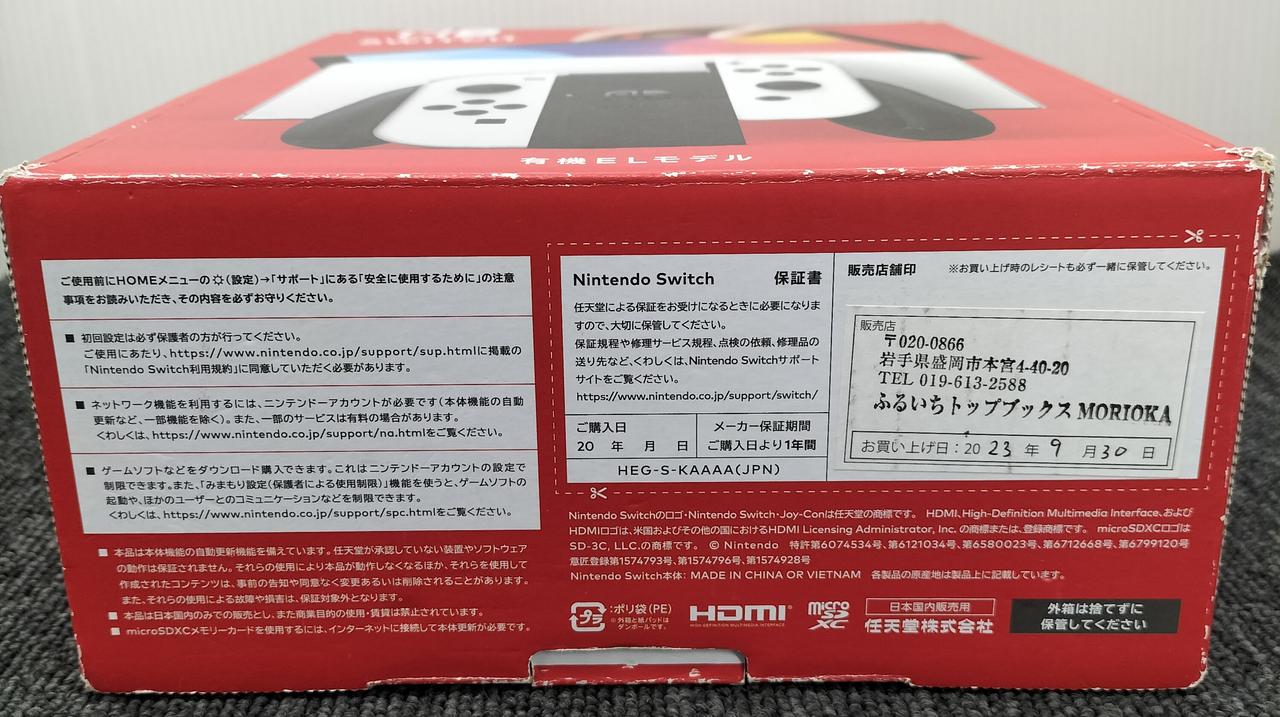 有機ELモデル
ご使用前にHOMEメニューの(設定)→「サポート」にある「安全に使用するために」の注意
事項をお読みいただき、その内容を必ずお守りください。
■ 初回設定は必ず保護者の方が行ってください。
ご使用にあたり、https://www.nintendo.co.jp/support/sup.htmlに掲載の
「Nintendo Switch利用規約」に同意していただく必要があります。
■ ネットワーク機能を利用するには、ニンテンドーアカウントが必要です(本体機能の自動
更新など、一部機能を除く)。また、一部のサービスは有料の場合があります。
くわしくは、https://www.nintendo.co.jp/support/na.htmlをご覧ください。
■ ゲームソフトなどをダウンロード購入できます。これはニンテンドーアカウントの設定で
制限できます。また、「みまもり設定(保護者による使用制限)」機能を使うと、ゲームソフトの
起動や、ほかのユーザーとのコミュニケーションなどを制限できます。
くわしくは、https://www.nintendo.co.jp/support/spc.htmlをご覧ください。
■ 本品は本体機能の自動更新機能を備えています。任天堂が承認していない装置やソフトウェア
の動作は保証されません。それらの使用により本品が動作しなくなるほか、それらを使用して
作成されたコンテンツは、事前の告知や同意なく変更あるいは削除されることがあります。
また、それらの使用による故障や損害は、保証対象外となります。
■ 本品は日本国内のみでの販売とし、また商業目的の使用・賃貸は禁止されています。
■ microSDXCメモリーカードを使用するには、インターネットに接続して本体更新が必要です。
Nintendo Switch 保証書
任天堂による保証をお受けになるときに必要になりま
すので、大切に保管してください。
保証規程や修理サービス規程、点検の依頼、修理品の
送り先など、くわしくは、Nintendo Switchサポート
サイトをご覧ください。
https://www.nintendo.co.jp/support/switch/
ご購入日
20 年 月 日
メーカー保証期間
ご購入日より1年間
HEG-S-KAAAA(JPN)
販売店舗印 ※お買い上げ時のレシートも必ず一緒に保管してください。
販売店
〒020-0866
岩手県盛岡市本宮4-40-20
TEL 019-613-2588
ふるいちトップブックス MORIOKA
お買い上げ日:2023年9月30日
Nintendo Switchのロゴ・Nintendo Switch・Joy-Conは任天堂の商標です。 HDMI、High-Definition Multimedia Interface、および
HDMIロゴは、米国およびその他の国におけるHDMI Licensing Administrator, Inc. の商標または、登録商標です。 microSDXCロゴは
SD-3C, LLC.の商標です。 © Nintendo 特許第6074534号、第6121034号、第6580023号、第6712668号、第6799120号
意匠登録第1574793号、第1574796号、第1574928号
Nintendo Switch本体: MADE IN CHINA OR VIETNAM 各製品の原産地は製品上に記載しています。
プラ
:ポリ袋(PE)
※外箱と紙パッドは
ダンボールです。
HDMI
HIGH-DEFINITION MULTIMEDIA INTERFACE
micro
SD
XC
日本国内販売用
任天堂株式会社
外箱は捨てずに
保管してください